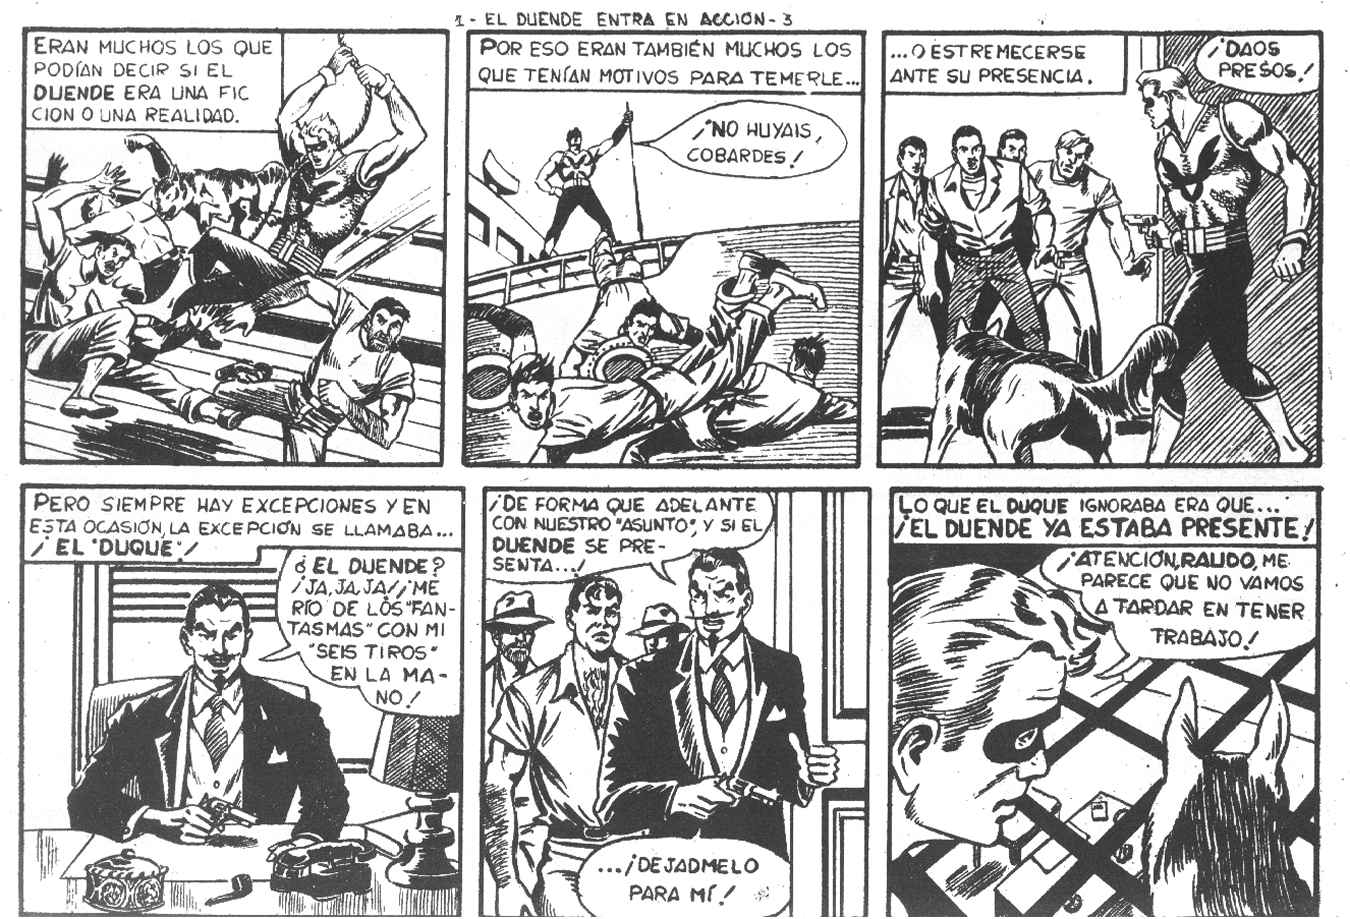 1 - EL DUENDE ENTRA EN ACCIÓN - 3
ERAN MUCHOS LOS QUE
PODÍAN DECIR SI EL
DUENDE ERA UNA FIC
CION O UNA REALIDAD.
POR ESO ERAN TAMBIÉN MUCHOS LOS
QUE TENÍAN MOTIVOS PARA TEMERLE...
¡NO HUYAIS,
COBARDES!
...O ESTREMECERSE
ANTE SU PRESENCIA.
¡DAOS
PRESOS!
PERO SIEMPRE HAY EXCEPCIONES Y EN
ESTA OCASIÓN, LA EXCEPCIÓN SE LLAMABA...
¡EL "DUQUE"!
¿EL DUENDE?
¡JA, JA, JA! ¡ME
RÍO DE LOS "FAN-
TASMAS" CON MI
"SEIS TIROS"
EN LA MA-
NO!
¡DE FORMA QUE ADELANTE
CON NUESTRO "ASUNTO", Y SI EL
DUENDE SE PRE-
SENTA...!
...¡DEJADMELO
PARA MÍ!
LO QUE EL DUQUE IGNORABA ERA QUE...
¡EL DUENDE YA ESTABA PRESENTE!
¡ATENCIÓN, RAUDO, ME
PARECE QUE NO VAMOS
A TARDAR EN TENER
TRABAJO!